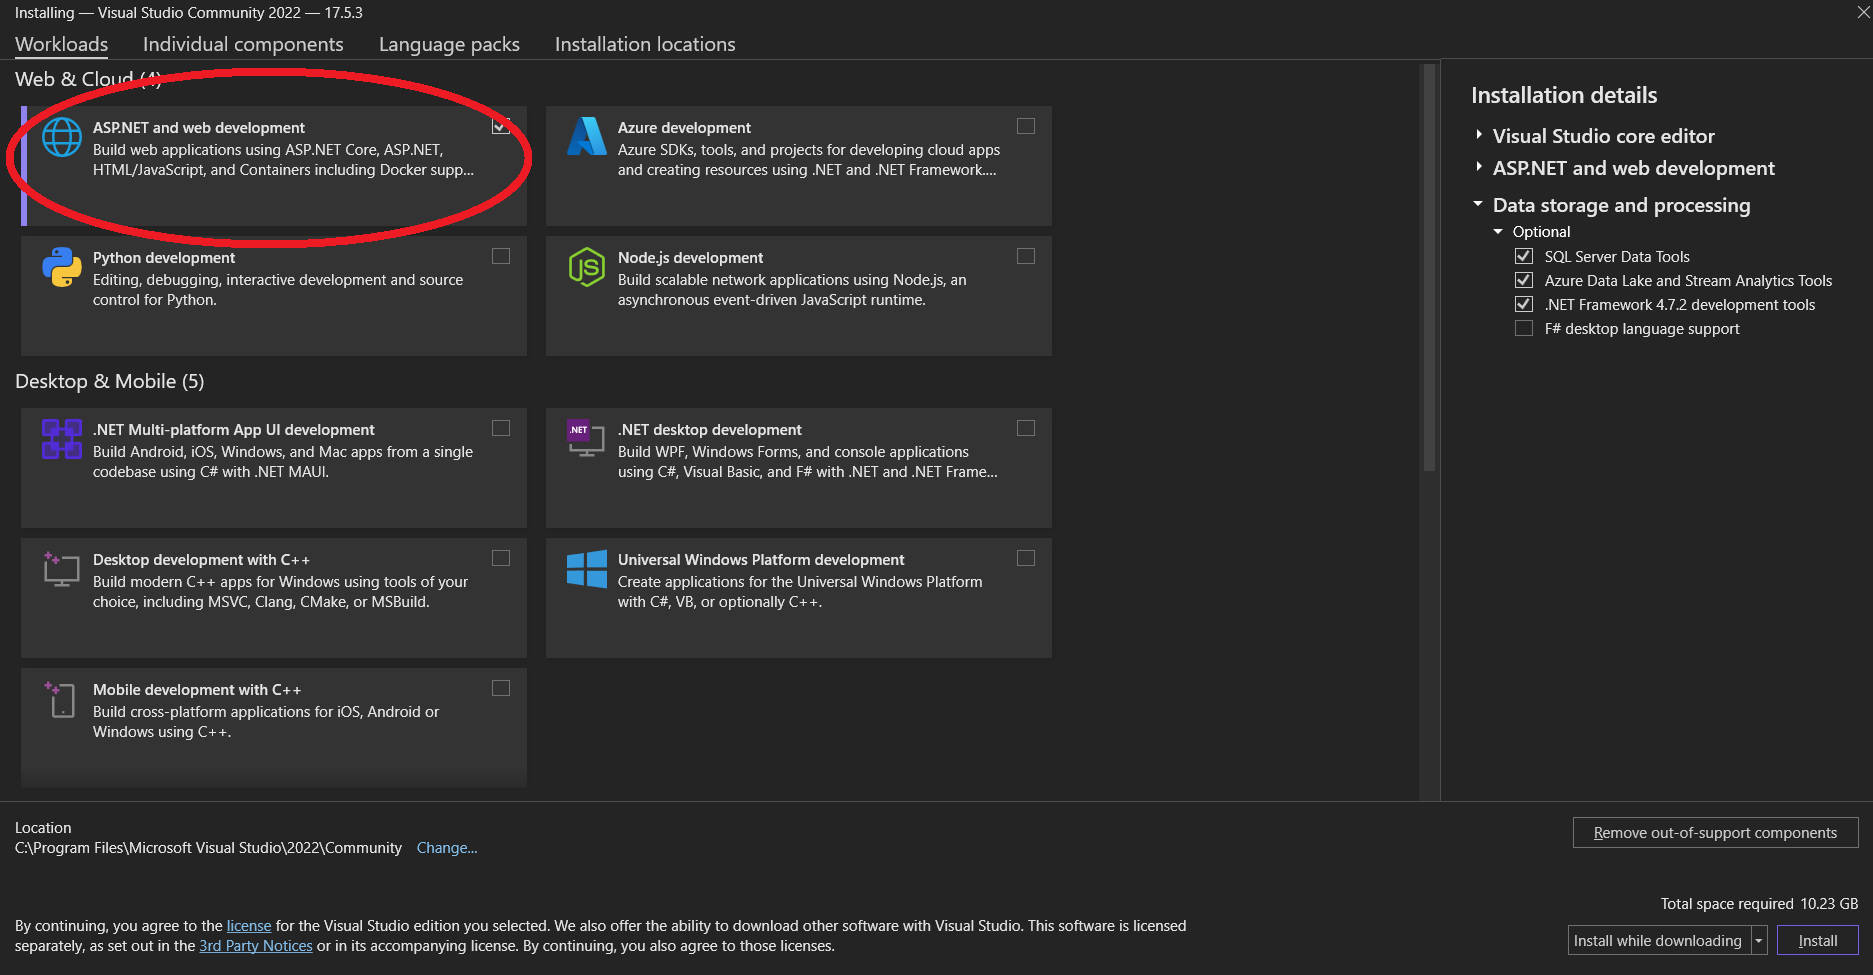 Installing — Visual Studio Community 2022 — 17.5.3
Workloads
Individual components
Language packs
Installation locations
Web & Cloud (4)
ASP.NET and web development
Build web applications using ASP.NET Core, ASP.NET,
HTML/JavaScript, and Containers including Docker supp...
Azure development
Azure SDKs, tools, and projects for developing cloud apps
and creating resources using .NET and .NET Framework....
Python development
Editing, debugging, interactive development and source
control for Python.
JS
Node.js development
Build scalable network applications using Node.js, an
asynchronous event-driven JavaScript runtime.
Desktop & Mobile (5)
.NET Multi-platform App UI development
Build Android, iOS, Windows, and Mac apps from a single
codebase using C# with .NET MAUI.
.NET
.NET desktop development
Build WPF, Windows Forms, and console applications
using C#, Visual Basic, and F# with .NET and .NET Frame...
Desktop development with C++
Build modern C++ apps for Windows using tools of your
choice, including MSVC, Clang, CMake, or MSBuild.
Universal Windows Platform development
Create applications for the Universal Windows Platform
with C#, VB, or optionally C++.
Mobile development with C++
Build cross-platform applications for iOS, Android or
Windows using C++.
Installation details
Visual Studio core editor
ASP.NET and web development
Data storage and processing
Optional
SQL Server Data Tools
Azure Data Lake and Stream Analytics Tools
.NET Framework 4.7.2 development tools
F# desktop language support
Location
C:\Program Files\Microsoft Visual Studio\2022\Community Change...
Remove out-of-support components
Total space required 10.23 GB
By continuing, you agree to the license for the Visual Studio edition you selected. We also offer the ability to download other software with Visual Studio. This software is licensed
separately, as set out in the 3rd Party Notices or in its accompanying license. By continuing, you also agree to those licenses.
Install while downloading
Install